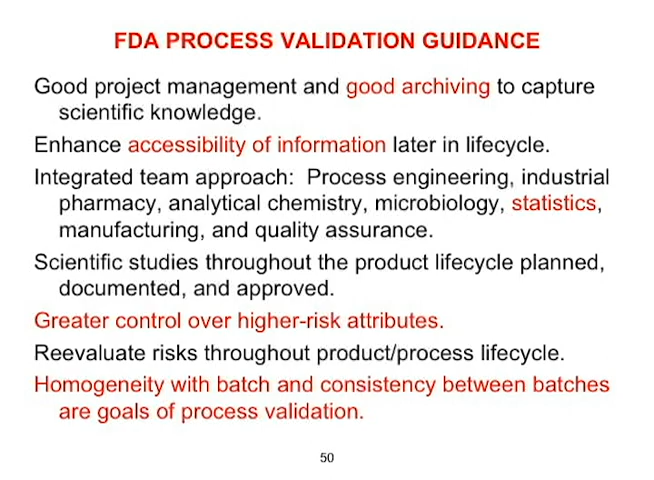 FDA PROCESS VALIDATION GUIDANCE
Good project management and good archiving to capture
scientific knowledge.
Enhance accessibility of information later in lifecycle.
Integrated team approach:  Process engineering, industrial
pharmacy, analytical chemistry, microbiology, statistics,
manufacturing, and quality assurance.
Scientific studies throughout the product lifecycle planned,
documented, and approved.
Greater control over higher-risk attributes.
Reevaluate risks throughout product/process lifecycle.
Homogeneity with batch and consistency between batches
are goals of process validation.
50